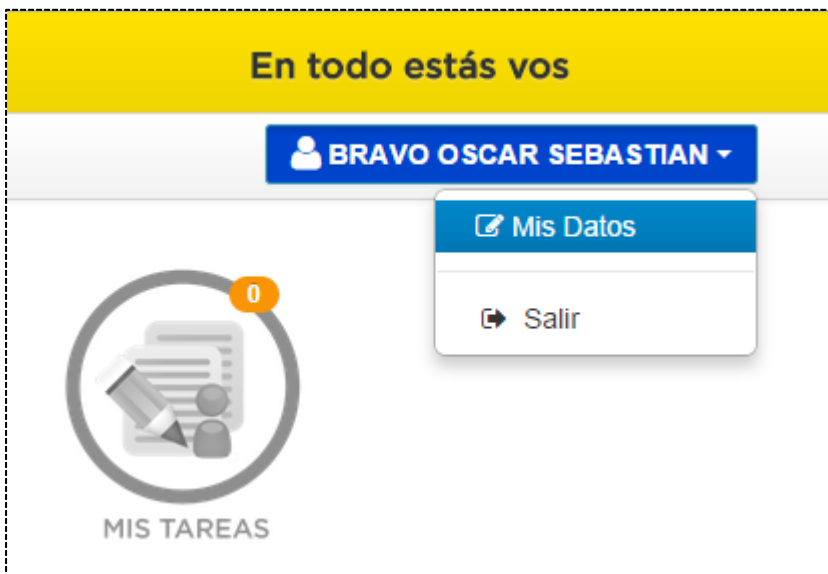 En todo estás vos
BRAVO OSCAR SEBASTIAN
Mis Datos
Salir
0
MIS TAREAS